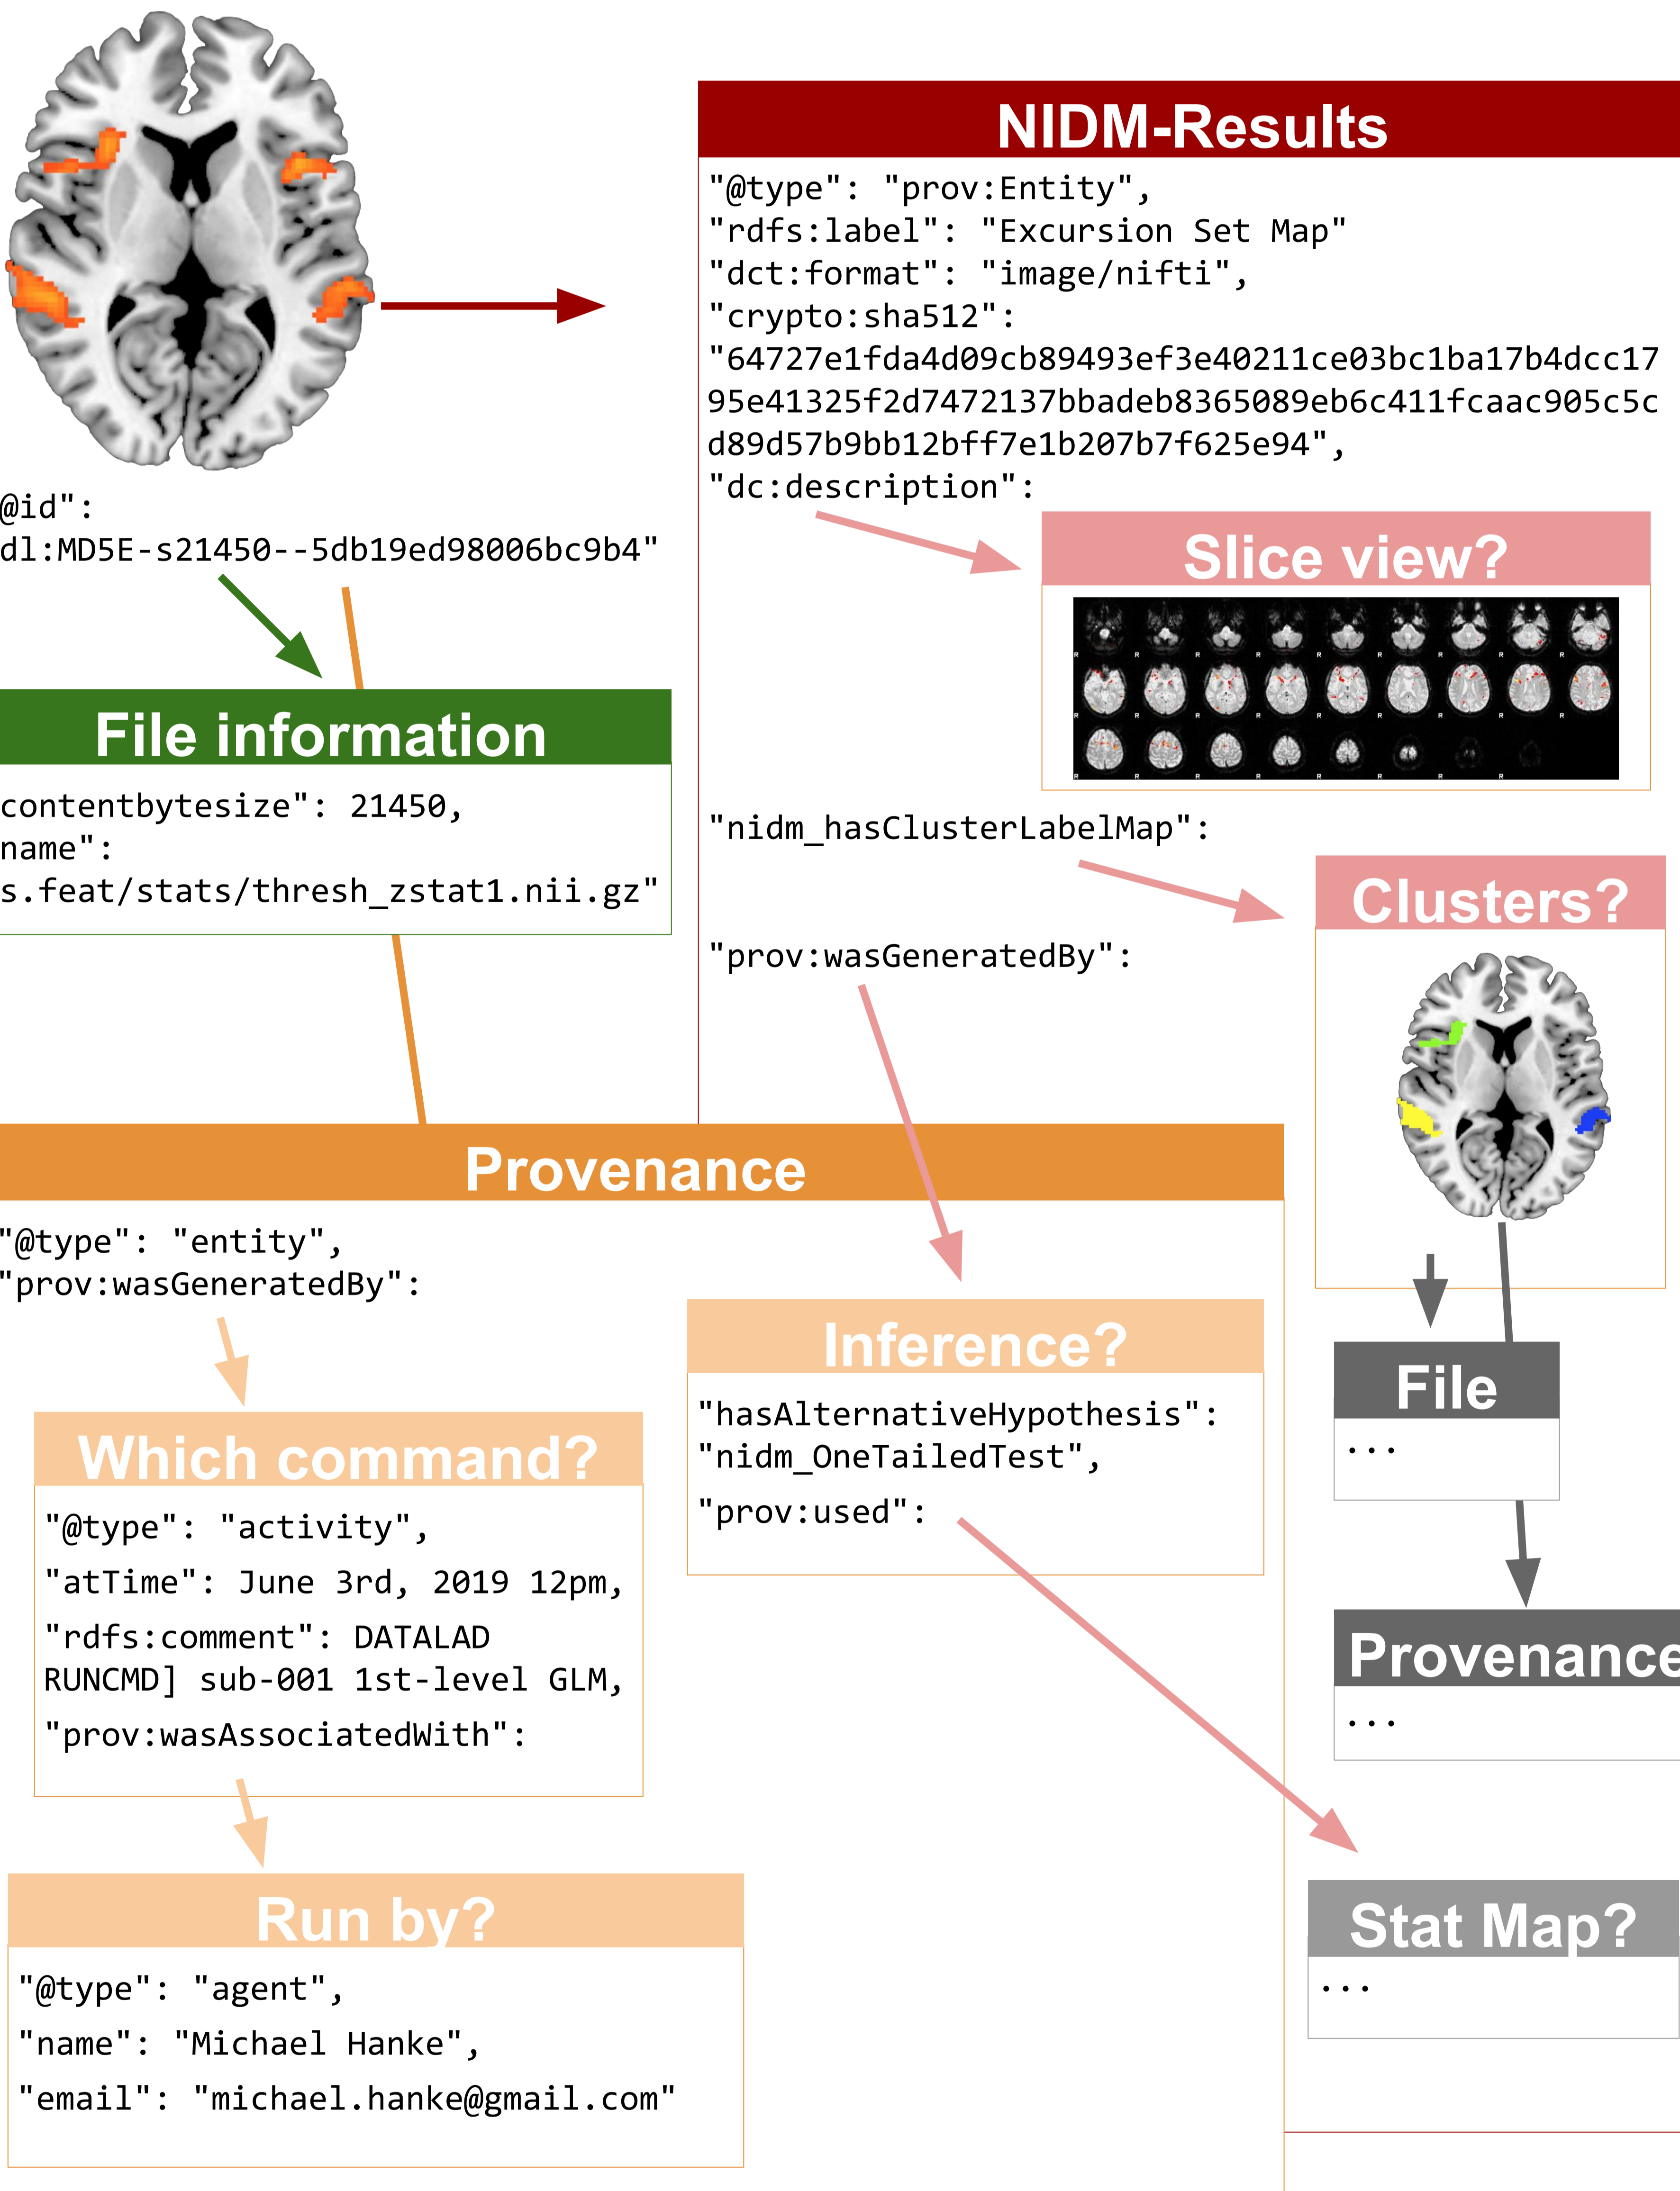 @id":
dl:MD5E-s21450--5db19ed98006bc9b4"
File information
contentbytesize": 21450,
name":
s.feat/stats/thresh_zstat1.nii.gz"
NIDM-Results
"@type": "prov:Entity",
"rdfs:label": "Excursion Set Map"
"dct:format": "image/nifti",
"crypto:sha512":
"64727e1fda4d09cb89493ef3e40211ce03bc1ba17b4dcc17
95e41325f2d7472137bbadeb8365089eb6c411fcaac905c5c
d89d57b9bb12bff7e1b207b7f625e94",
"dc:description":
Slice view?
"nidm_hasClusterLabelMap":
Clusters?
"prov:wasGeneratedBy":
Provenance
"@type": "entity",
"prov:wasGeneratedBy":
Which command?
"@type": "activity",
"atTime": June 3rd, 2019 12pm,
"rdfs:comment": DATALAD
RUNCMD] sub-001 1st-level GLM,
"prov:wasAssociatedWith":
Run by?
"@type": "agent",
"name": "Michael Hanke",
"email": "michael.hanke@gmail.com"
Inference?
"hasAlternativeHypothesis":
"nidm_OneTailedTest",
"prov:used":
File
...
Provenance
...
Stat Map?
...